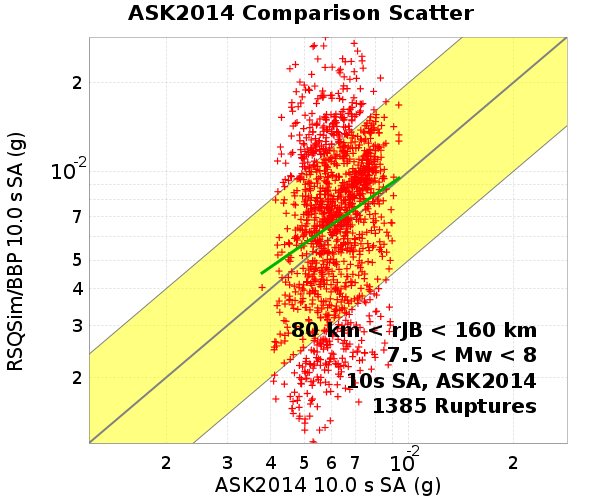 ASK2014 Comparison Scatter
RSQSim/BBP 10.0 s SA (g)
2
10-2
7
5
4
3
2
80 km < rJB < 160 km
7.5 < Mw < 8
10s SA, ASK2014
1385 Ruptures
2 3 4 5 6 7 10-2 2
ASK2014 10.0 s SA (g)